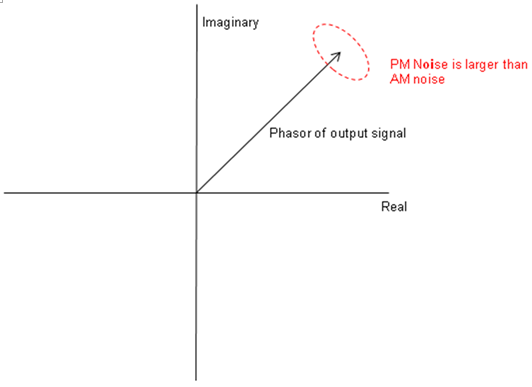 Imaginary
PM Noise is larger than
AM noise
Phasor of output signal
Real